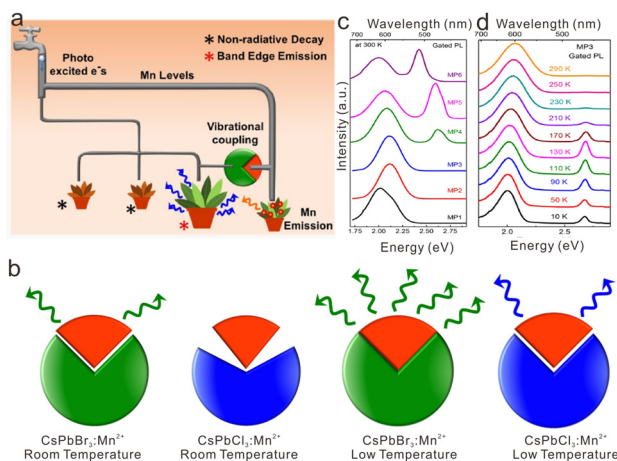 a
✱ Non-radiative Decay
✱ Band Edge Emission
Photo
excited e⁻s
Mn Levels
Vibrational
coupling
✱
✱
✱
Mn
Emission
c
Wavelength (nm)
700 600 500
at 300 K
Gated PL
MP6
MP5
MP4
MP3
MP2
MP1
Intensity (a.u.)
1.75 2.00 2.25 2.50 2.75
Energy (eV)
d
Wavelength (nm)
700 600 500
MP3
Gated PL
290 K
250 K
230 K
210 K
170 K
130 K
110 K
90 K
50 K
10 K
2.0 2.5
Energy (eV)
b
CsPbBr₃:Mn²⁺
Room Temperature
CsPbCl₃:Mn²⁺
Room Temperature
CsPbBr₃:Mn²⁺
Low Temperature
CsPbCl₃:Mn²⁺
Low Temperature